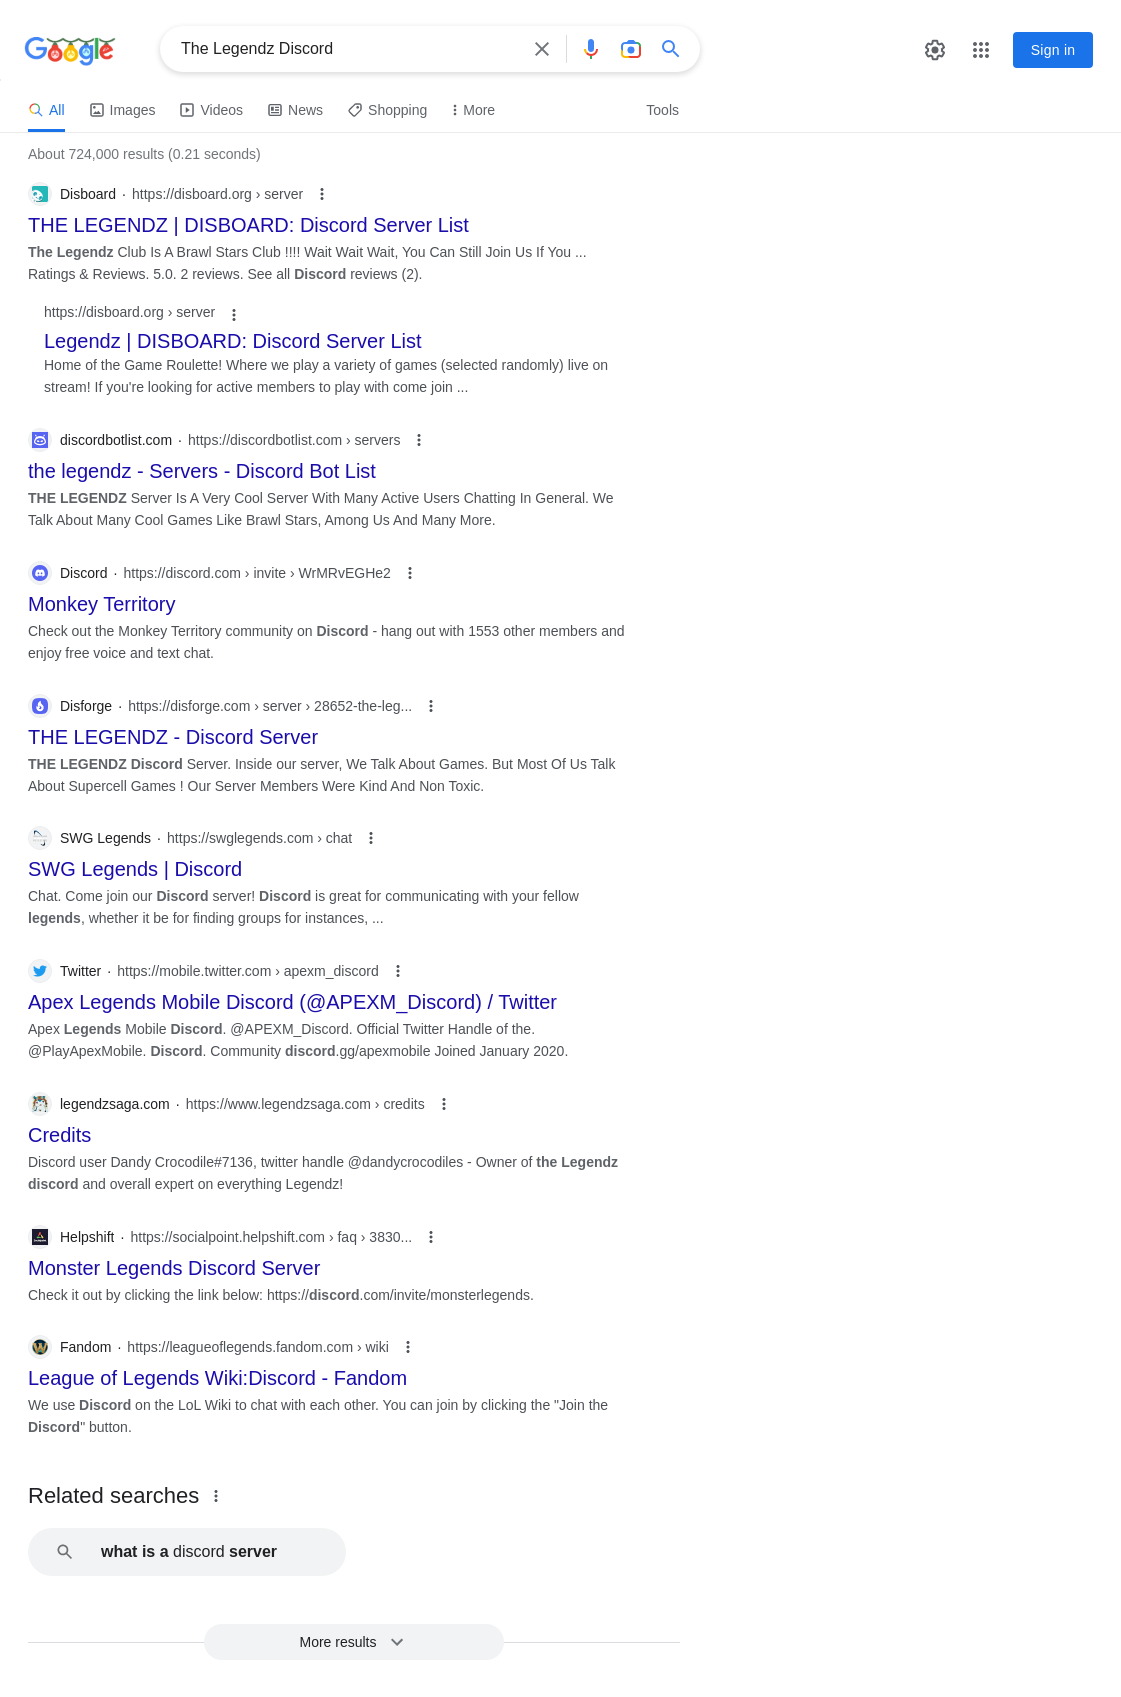 Google
The Legendz Discord
Sign in
All
Images
Videos
News
Shopping
More
Tools
About 724,000 results (0.21 seconds)
Disboard · https://disboard.org › server
THE LEGENDZ | DISBOARD: Discord Server List
The Legendz Club Is A Brawl Stars Club !!!! Wait Wait Wait, You Can Still Join Us If You ...
Ratings & Reviews. 5.0. 2 reviews. See all Discord reviews (2).
https://disboard.org › server
Legendz | DISBOARD: Discord Server List
Home of the Game Roulette! Where we play a variety of games (selected randomly) live on
stream! If you're looking for active members to play with come join ...
discordbotlist.com · https://discordbotlist.com › servers
the legendz - Servers - Discord Bot List
THE LEGENDZ Server Is A Very Cool Server With Many Active Users Chatting In General. We
Talk About Many Cool Games Like Brawl Stars, Among Us And Many More.
Discord · https://discord.com › invite › WrMRvEGHe2
Monkey Territory
Check out the Monkey Territory community on Discord - hang out with 1553 other members and
enjoy free voice and text chat.
Disforge · https://disforge.com › server › 28652-the-leg...
THE LEGENDZ - Discord Server
THE LEGENDZ Discord Server. Inside our server, We Talk About Games. But Most Of Us Talk
About Supercell Games ! Our Server Members Were Kind And Non Toxic.
SWG Legends · https://swglegends.com › chat
SWG Legends | Discord
Chat. Come join our Discord server! Discord is great for communicating with your fellow
legends, whether it be for finding groups for instances, ...
Twitter · https://mobile.twitter.com › apexm_discord
Apex Legends Mobile Discord (@APEXM_Discord) / Twitter
Apex Legends Mobile Discord. @APEXM_Discord. Official Twitter Handle of the.
@PlayApexMobile. Discord. Community discord.gg/apexmobile Joined January 2020.
legendzsaga.com · https://www.legendzsaga.com › credits
Credits
Discord user Dandy Crocodile#7136, twitter handle @dandycrocodiles - Owner of the Legendz
discord and overall expert on everything Legendz!
Helpshift · https://socialpoint.helpshift.com › faq › 3830...
Monster Legends Discord Server
Check it out by clicking the link below: https://discord.com/invite/monsterlegends.
Fandom · https://leagueoflegends.fandom.com › wiki
League of Legends Wiki:Discord - Fandom
We use Discord on the LoL Wiki to chat with each other. You can join by clicking the "Join the
Discord" button.
Related searches
what is a discord server
More results